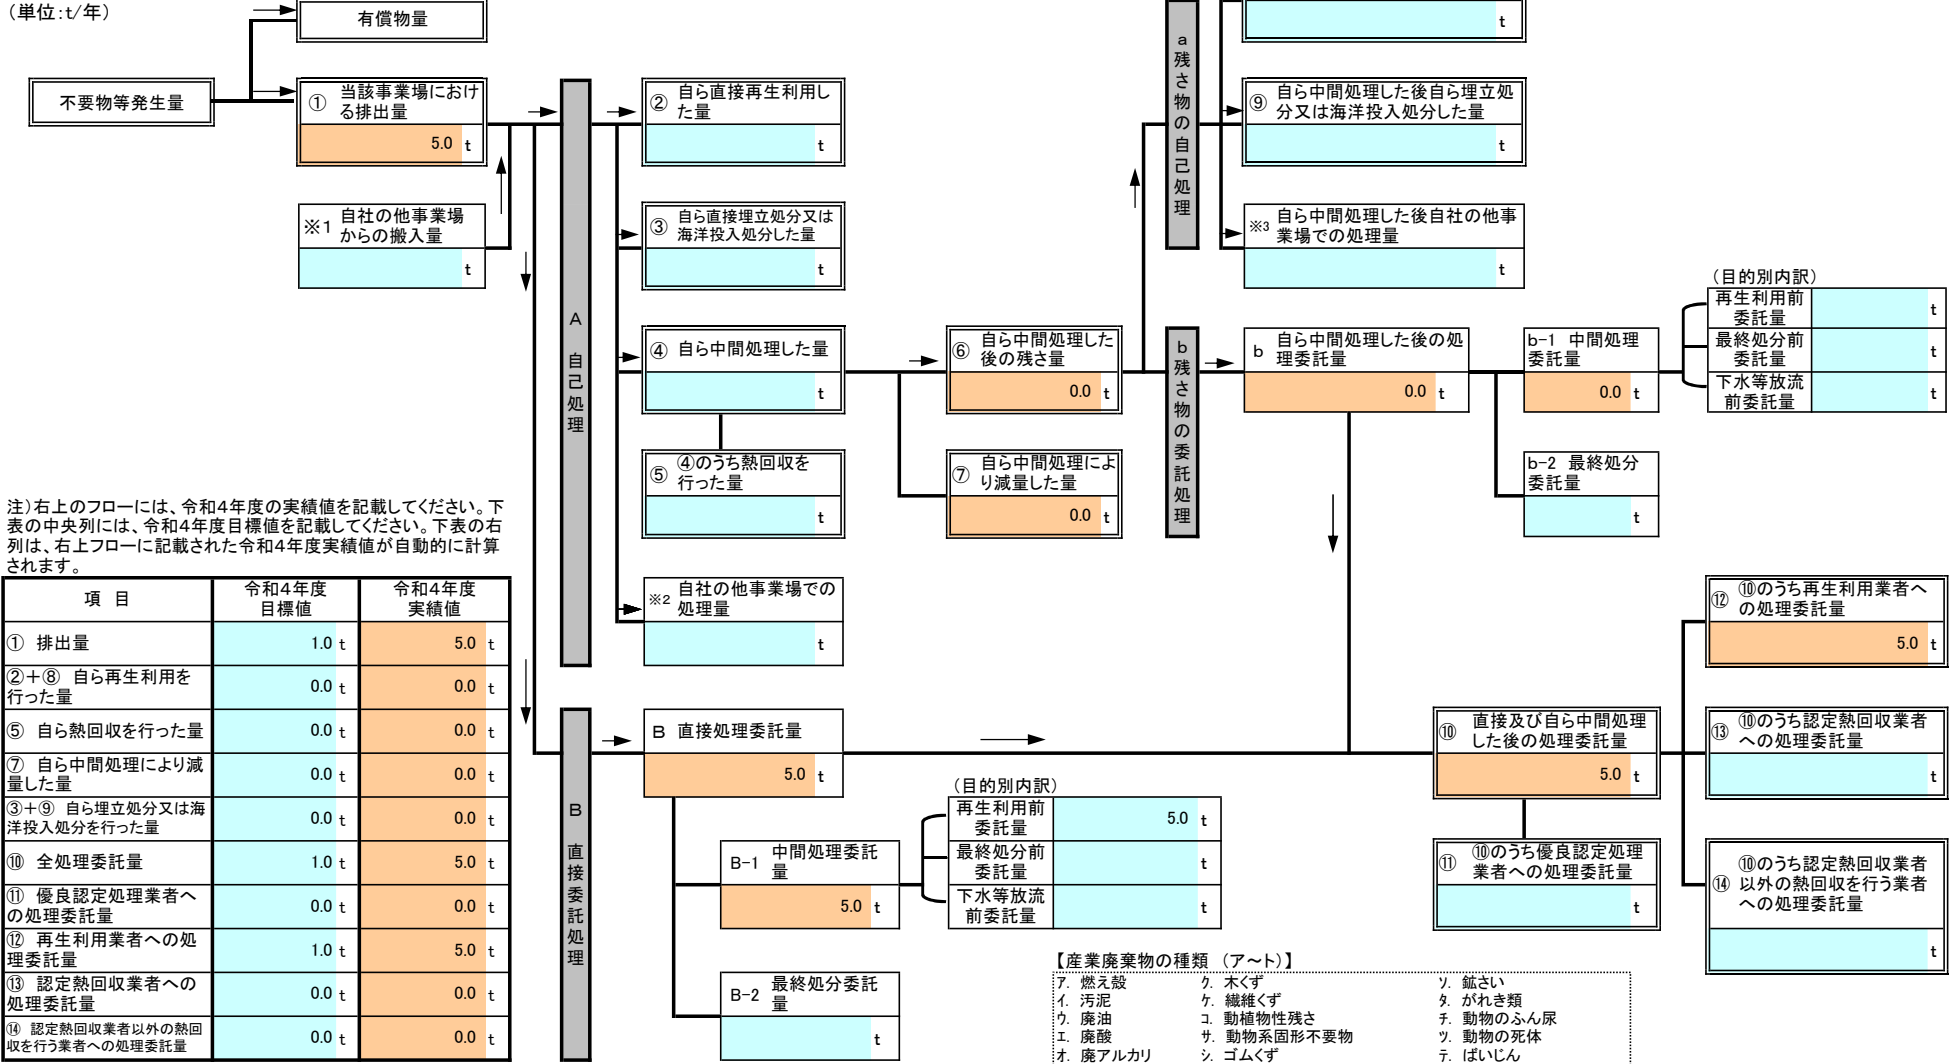 （単位:t/年）
有償物量
不要物等発生量
① 当該事業場におけ
る排出量
5.0 t
※1 自社の他事業場
からの搬入量
t
A 自己処理
② 自ら直接再生利用し
た量
t
③ 自ら直接埋立処分又は
海洋投入処分した量
t
④ 自ら中間処理した量
t
⑤ ④のうち熱回収を
行った量
t
※2 自社の他事業場での
処理量
t
⑥ 自ら中間処理した
後の残さ量
0.0 t
⑦ 自ら中間処理によ
り減量した量
0.0 t
a 残さ物の自己処理
t
⑨ 自ら中間処理した後自ら埋立処
分又は海洋投入処分した量
t
※3 自ら中間処理した後自社の他事
業場での処理量
t
b 残さ物の委託処理
b 自ら中間処理した後の処
理委託量
0.0 t
b-1 中間処理
委託量
0.0 t
b-2 最終処分
委託量
t
（目的別内訳）
再生利用前
委託量
t
最終処分前
委託量
t
下水等放流
前委託量
t
注）右上のフローには、令和4年度の実績値を記載してください。下
表の中央列には、令和4年度目標値を記載してください。下表の右
列は、右上フローに記載された令和4年度実績値が自動的に計算
されます。
項 目
令和4年度
目標値
令和4年度
実績値
① 排出量 1.0 t 5.0 t
②＋⑧ 自ら再生利用を
行った量 0.0 t 0.0 t
⑤ 自ら熱回収を行った量 0.0 t 0.0 t
⑦ 自ら中間処理により減
量した量 0.0 t 0.0 t
③＋⑨ 自ら埋立処分又は海
洋投入処分を行った量 0.0 t 0.0 t
⑩ 全処理委託量 1.0 t 5.0 t
⑪ 優良認定処理業者へ
の処理委託量 0.0 t 0.0 t
⑫ 再生利用業者への処
理委託量 1.0 t 5.0 t
⑬ 認定熱回収業者への
処理委託量 0.0 t 0.0 t
⑭ 認定熱回収業者以外の熱回
収を行う業者への処理委託量 0.0 t 0.0 t
B 直接委託処理
B 直接処理委託量
5.0 t
B-1 中間処理委託
量
5.0 t
B-2 最終処分委託
量
t
（目的別内訳）
再生利用前
委託量
5.0 t
最終処分前
委託量
t
下水等放流
前委託量
t
⑩ 直接及び自ら中間処理
した後の処理委託量
5.0 t
⑪ ⑩のうち優良認定処理
業者への処理委託量
t
⑫ ⑩のうち再生利用業者へ
の処理委託量
5.0 t
⑬ ⑩のうち認定熱回収業者
への処理委託量
t
⑭ ⑩のうち認定熱回収業者
以外の熱回収を行う業者
への処理委託量
t
【産業廃棄物の種類 （ア～ト）】
ア. 燃え殻 ク. 木くず ソ. 鉱さい
イ. 汚泥 ケ. 繊維くず タ. がれき類
ウ. 廃油 コ. 動植物性残さ チ. 動物のふん尿
エ. 廃酸 サ. 動物系固形不要物 ツ. 動物の死体
オ. 廃アルカリ シ. ゴムくず テ. ばいじん